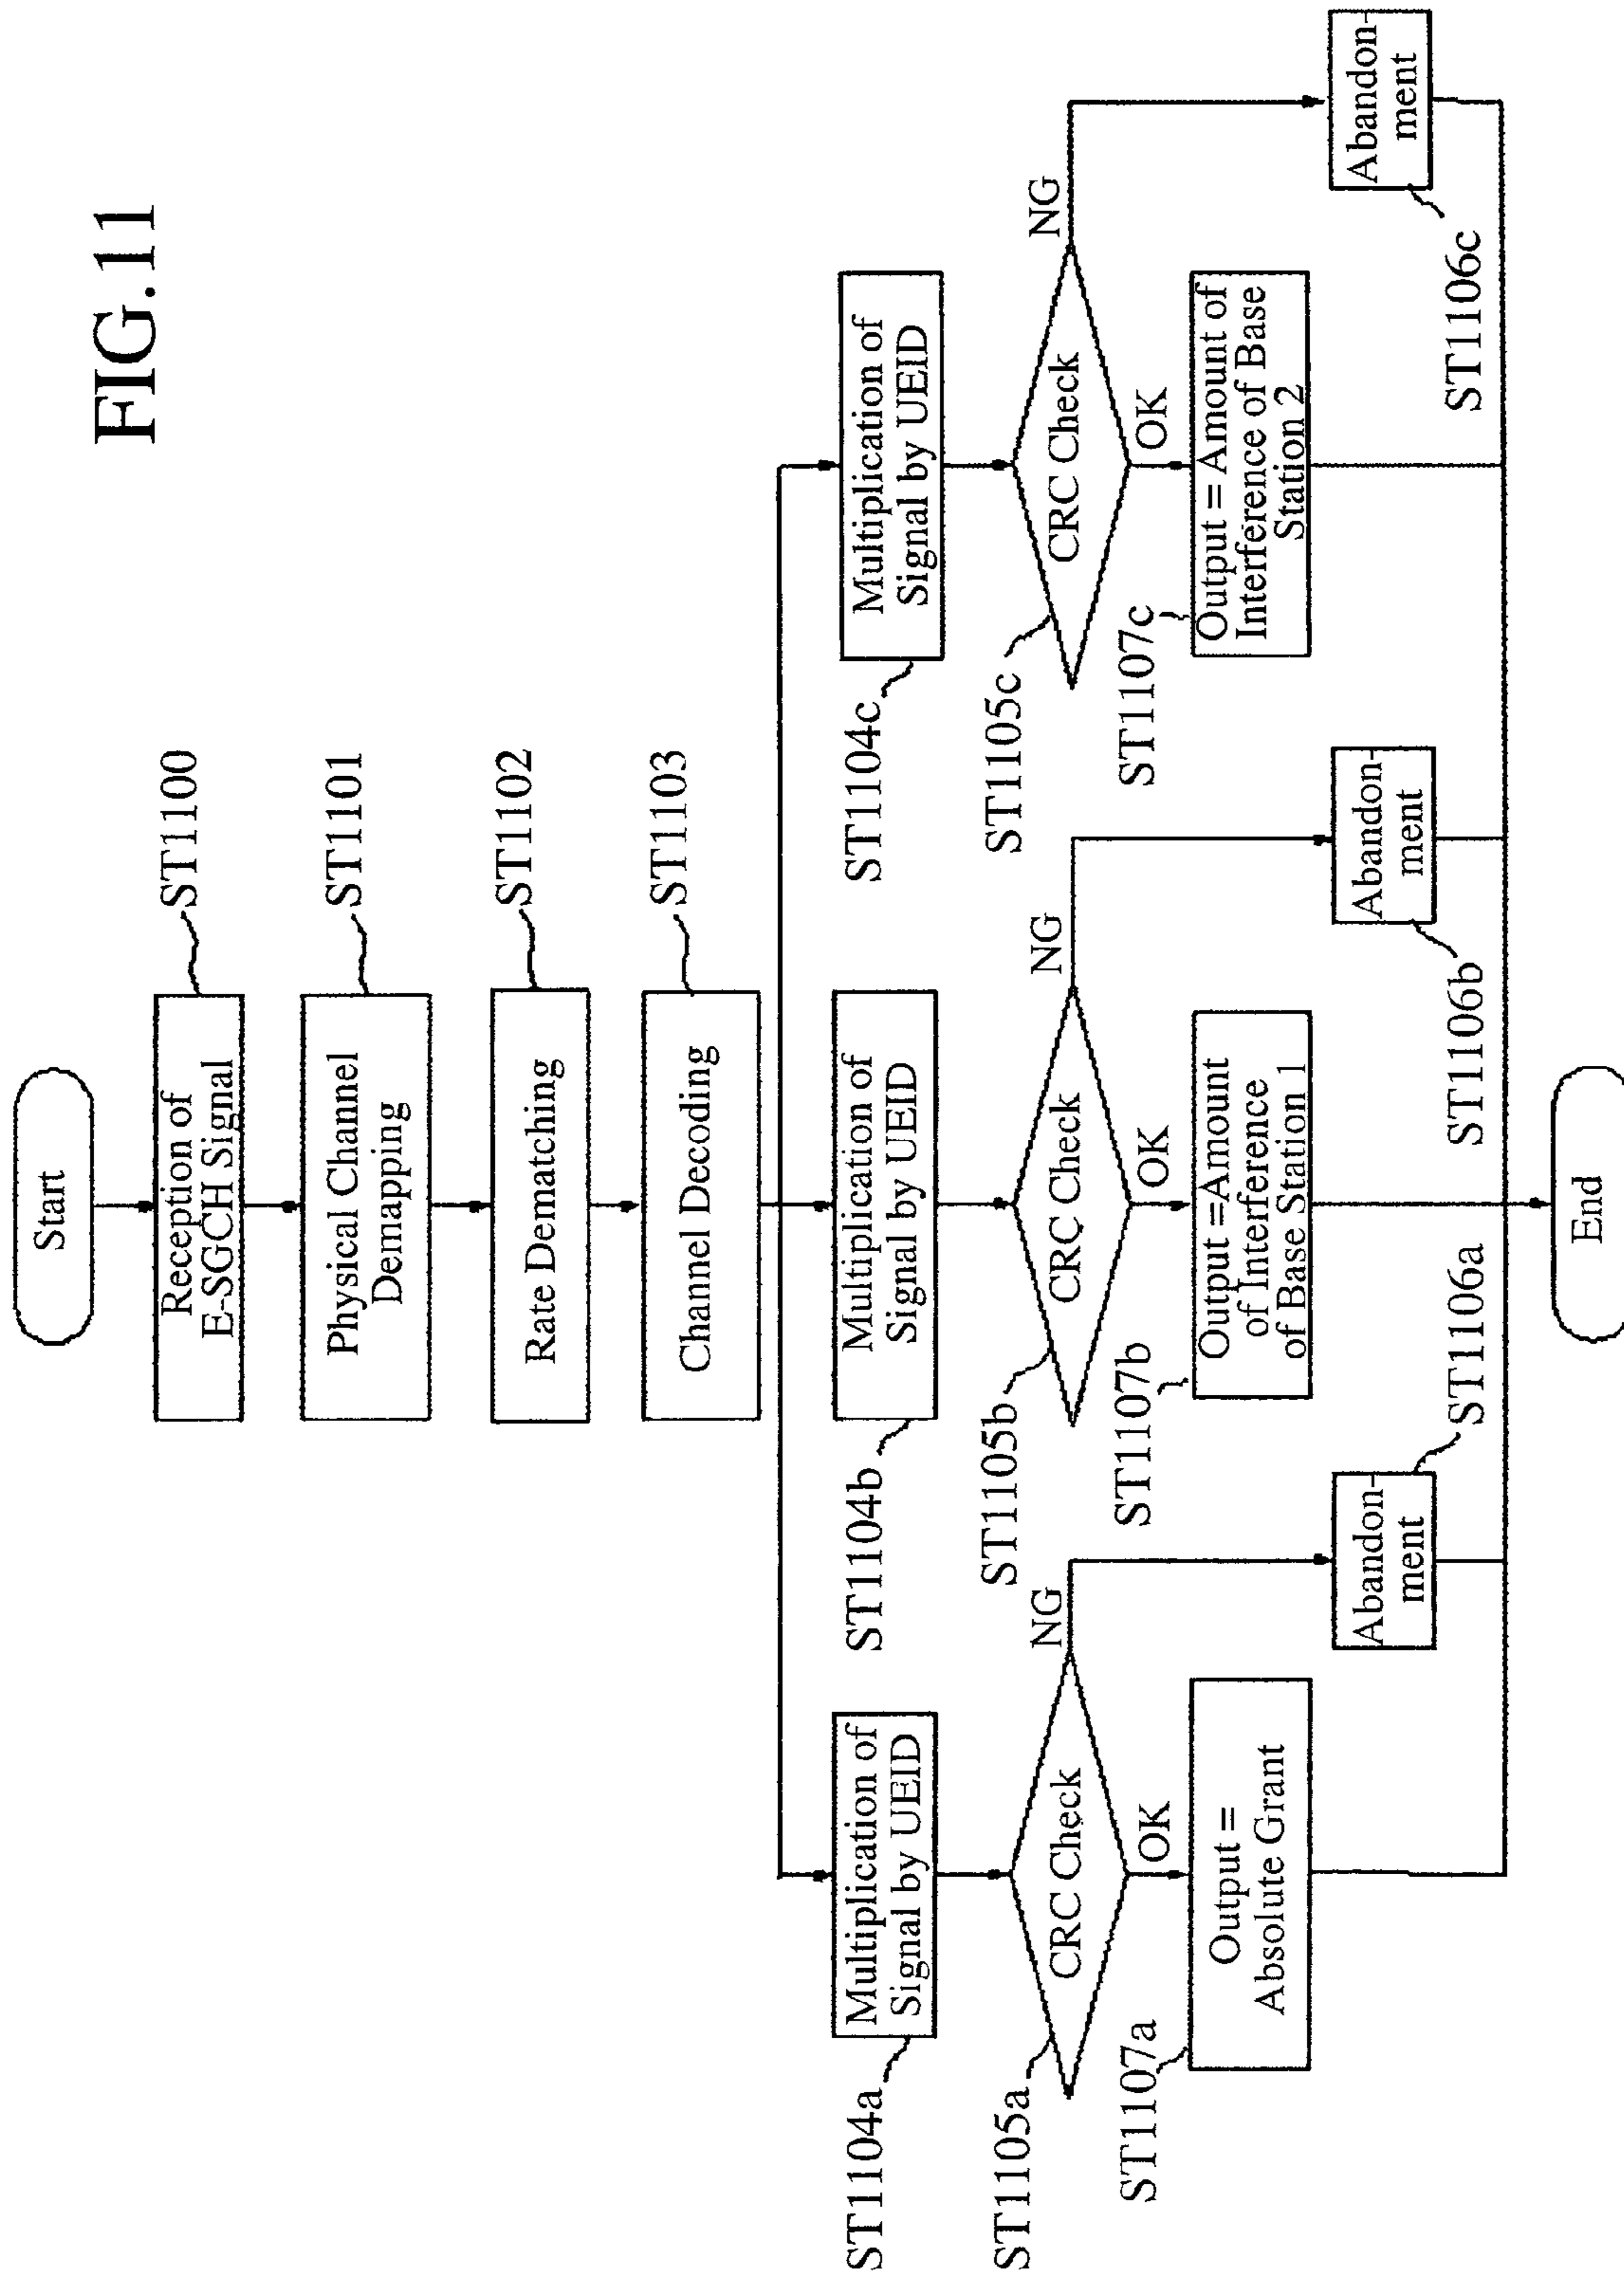 FIG.11
Start
Reception of
E-SGCH Signal
ST1100
Physical Channel
Demapping
ST1101
Rate Dematching
ST1102
Channel Decoding
ST1103
Multiplication of
Signal by UEID
ST1104a
CRC Check
NG
OK
ST1105a
Output =
Absolute Grant
ST1107a
Abandon-
ment
ST1106a
Multiplication of
Signal by UEID
ST1104b
CRC Check
NG
OK
ST1105b
Output =Amount
of Interference
of Base Station 1
ST1107b
Abandon-
ment
ST1106b
Multiplication of
Signal by UEID
ST1104c
CRC Check
NG
OK
ST1105c
Output = Amount of
Interference of Base
Station 2
ST1107c
Abandon-
ment
ST1106c
End